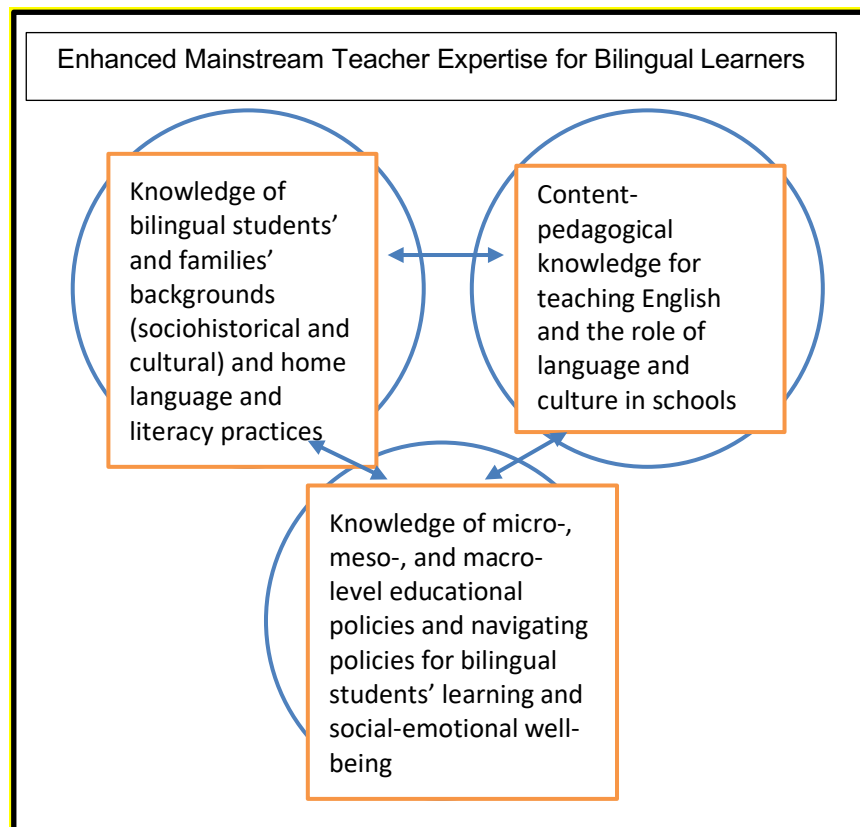 Enhanced Mainstream Teacher Expertise for Bilingual Learners
Knowledge of
bilingual students’
and families’
backgrounds
(sociohistorical and
cultural) and home
language and
literacy practices
Content-
pedagogical
knowledge for
teaching English
and the role of
language and
culture in schools
Knowledge of micro-,
meso-, and macro-
level educational
policies and navigating
policies for bilingual
students’ learning and
social-emotional well-
being